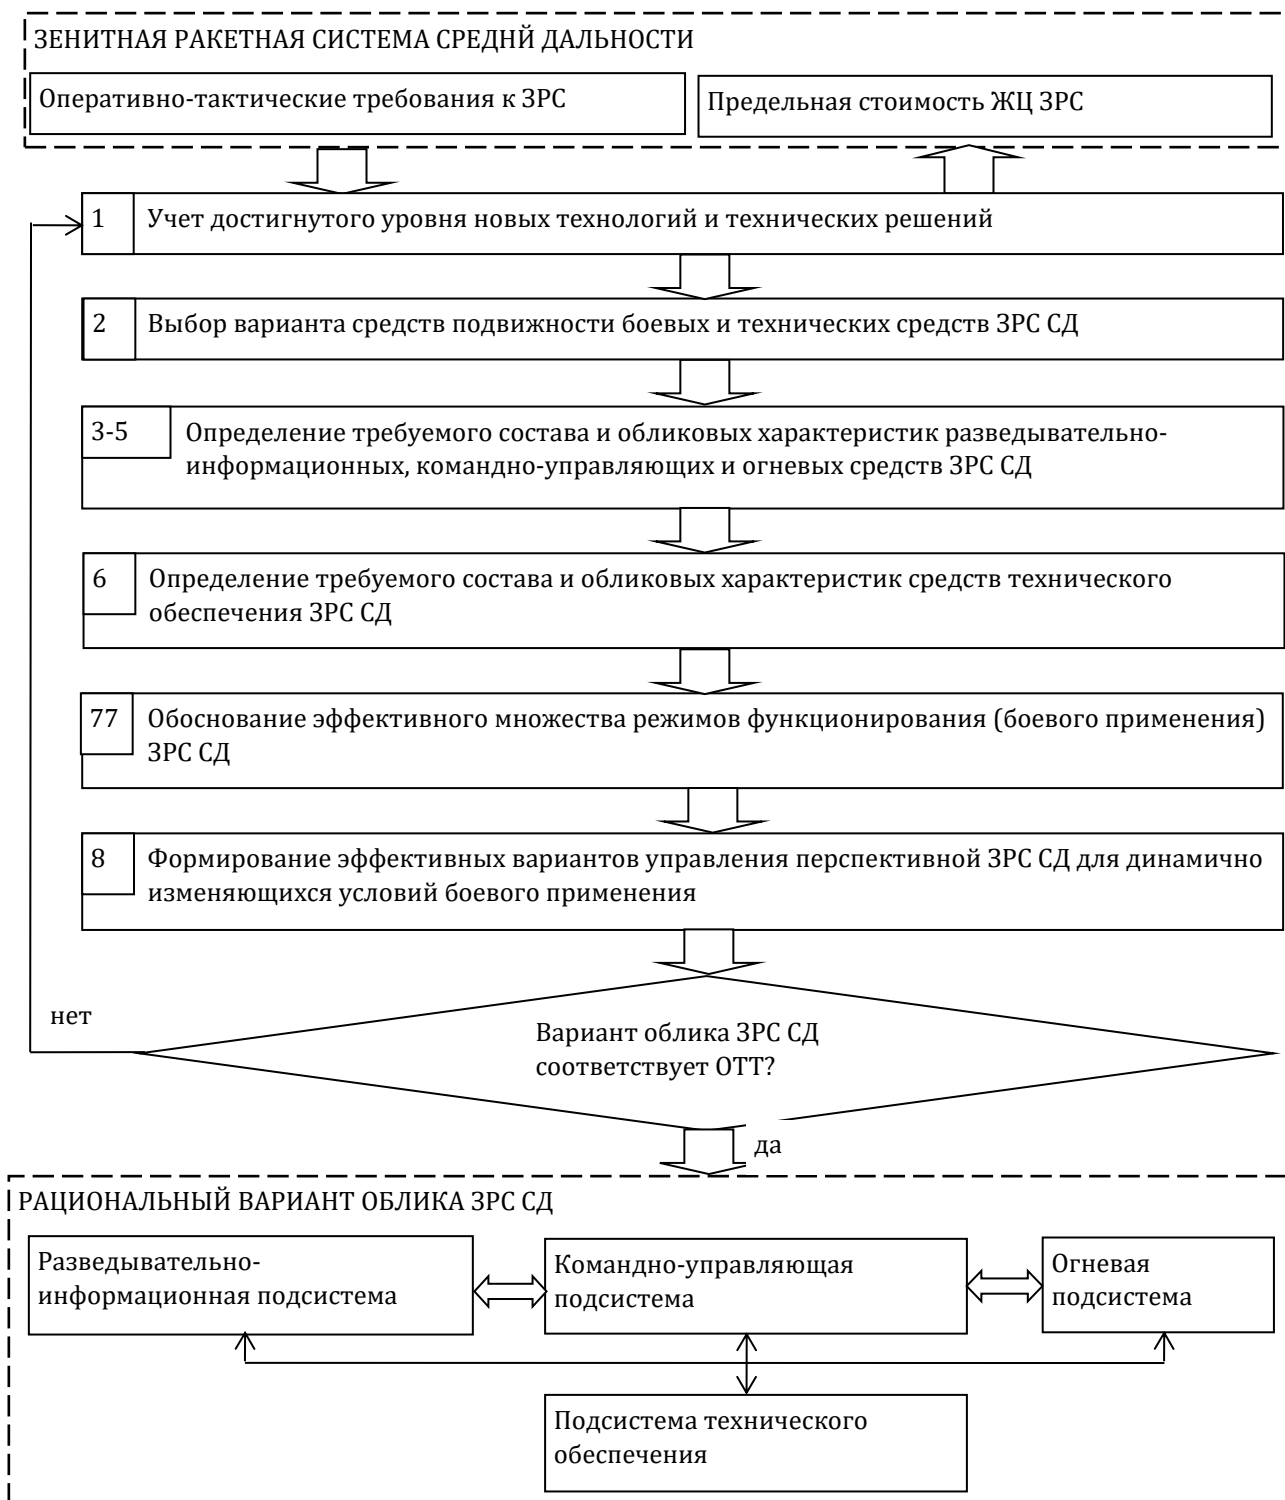 ЗЕНИТНАЯ РАКЕТНАЯ СИСТЕМА СРЕДНЙ ДАЛЬНОСТИ
Оперативно-тактические требования к ЗРС
Предельная стоимость ЖЦ ЗРС
1 Учет достигнутого уровня новых технологий и технических решений
2 Выбор варианта средств подвижности боевых и технических средств ЗРС СД
3-5 Определение требуемого состава и обликовых характеристик разведывательно-
информационных, командно-управляющих и огневых средств ЗРС СД
6 Определение требуемого состава и обликовых характеристик средств технического
обеспечения ЗРС СД
77 Обоснование эффективного множества режимов функционирования (боевого применения)
ЗРС СД
8 Формирование эффективных вариантов управления перспективной ЗРС СД для динамично
изменяющихся условий боевого применения
нет
Вариант облика ЗРС СД
соответствует ОТТ?
да
РАЦИОНАЛЬНЫЙ ВАРИАНТ ОБЛИКА ЗРС СД
Разведывательно-
информационная подсистема
Командно-управляющая
подсистема
Огневая
подсистема
Подсистема технического
обеспечения